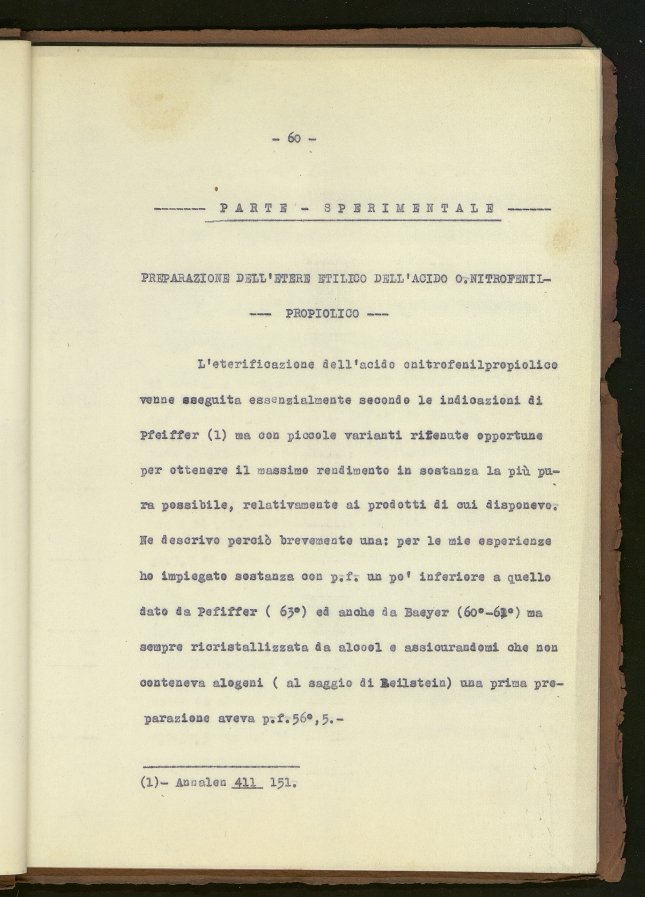 - 60 -
------ PARTE - SPERIMENTALE -----
PREPARAZIONE DELL'ETERE ETILICO DELL'ACIDO O.NITROFENIL-
--- PROPIOLICO ---
L'eterificazione dell'acido onitrofenilpropiolico
venne eseguita essenzialmente secondo le indicazioni di
Pfeiffer (1) ma con piccole varianti ritenute opportune
per ottenere il massimo rendimento in sostanza la più pu-
ra possibile, relativamente ai prodotti di cui disponevo.
Ne descrivo perciò brevemente una: per le mie esperienze
ho impiegato sostanza con p.f. un po' inferiore a quello
dato da Pefiffer ( 63°) ed anche da Baeyer (60°-61°) ma
sempre ricristallizzata da alcool e assicurandomi che non
conteneva alogeni ( al saggio di Beilstein) una prima pre-
parazione aveva p.f.56°,5.-
(1)- Annalen 411 151.